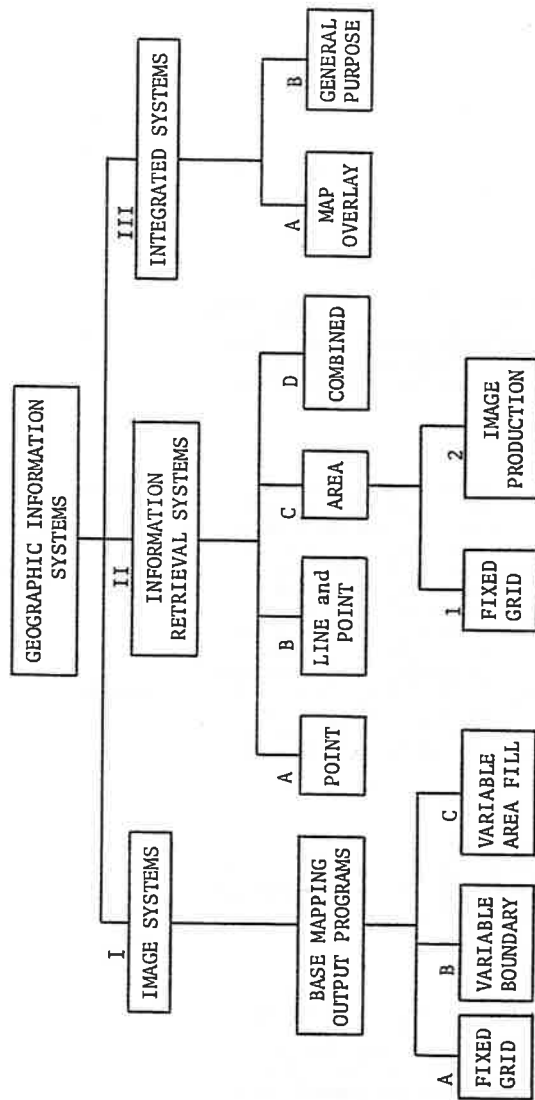 GEOGRAPHIC INFORMATION
SYSTEMS
I
IMAGE SYSTEMS
II
INFORMATION
RETRIEVAL SYSTEMS
III
INTEGRATED SYSTEMS
BASE MAPPING
OUTPUT PROGRAMS
A
POINT
B
LINE and
POINT
C
AREA
D
COMBINED
A
MAP
OVERLAY
B
GENERAL
PURPOSE
A
FIXED
GRID
B
VARIABLE
BOUNDARY
C
VARIABLE
AREA FILL
1
FIXED
GRID
2
IMAGE
PRODUCTION